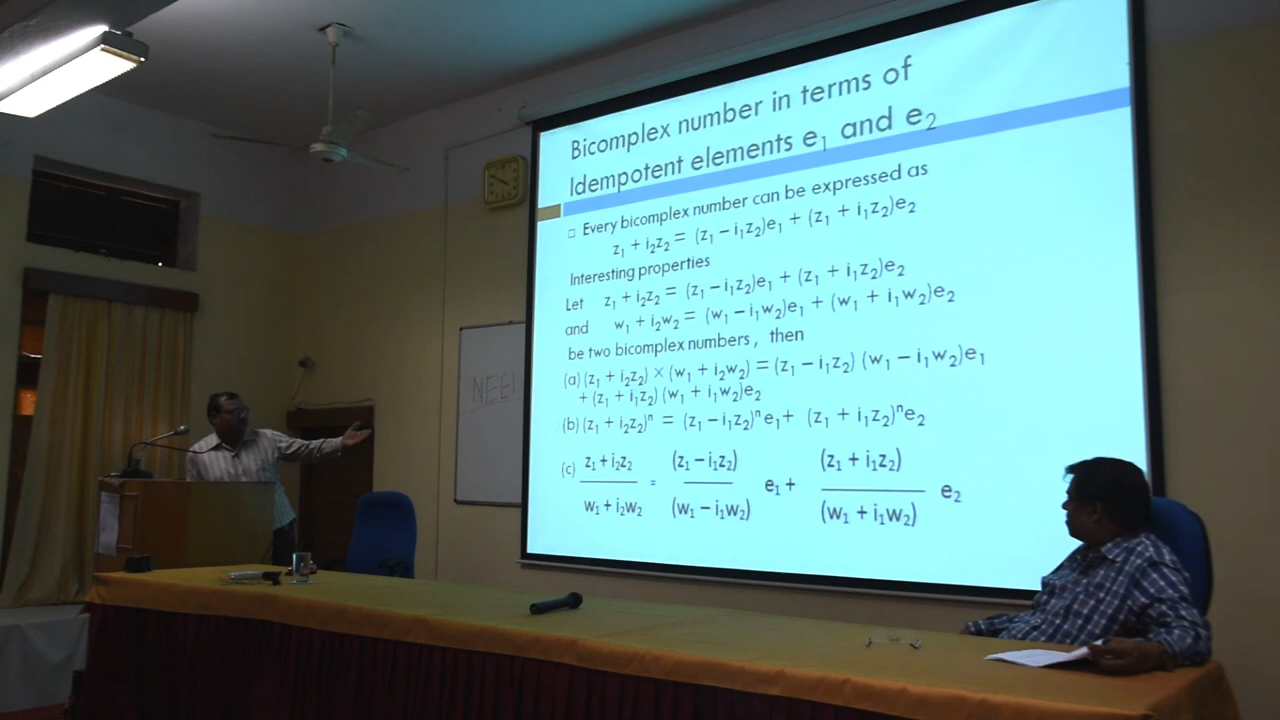 Bicomplex number in terms of
Idempotent elements e₁ and e₂
□ Every bicomplex number can be expressed as
z₁ + i₂z₂ = (z₁ − i₁z₂)e₁ + (z₁ + i₁z₂)e₂
Interesting properties
Let z₁ + i₂z₂ = (z₁ − i₁z₂)e₁ + (z₁ + i₁z₂)e₂
and w₁ + i₂w₂ = (w₁ − i₁w₂)e₁ + (w₁ + i₁w₂)e₂
be two bicomplex numbers, then
(a) (z₁ + i₂z₂) × (w₁ + i₂w₂) = (z₁ − i₁z₂) (w₁ − i₁w₂)e₁
+ (z₁ + i₁z₂) (w₁ + i₁w₂)e₂
(b) (z₁ + i₂z₂)ⁿ = (z₁ − i₁z₂)ⁿ e₁ + (z₁ + i₁z₂)ⁿ e₂
(c) z₁ + i₂z₂ / w₁ + i₂w₂ = (z₁ − i₁z₂) / (w₁ − i₁w₂) e₁ + (z₁ + i₁z₂) / (w₁ + i₁w₂) e₂